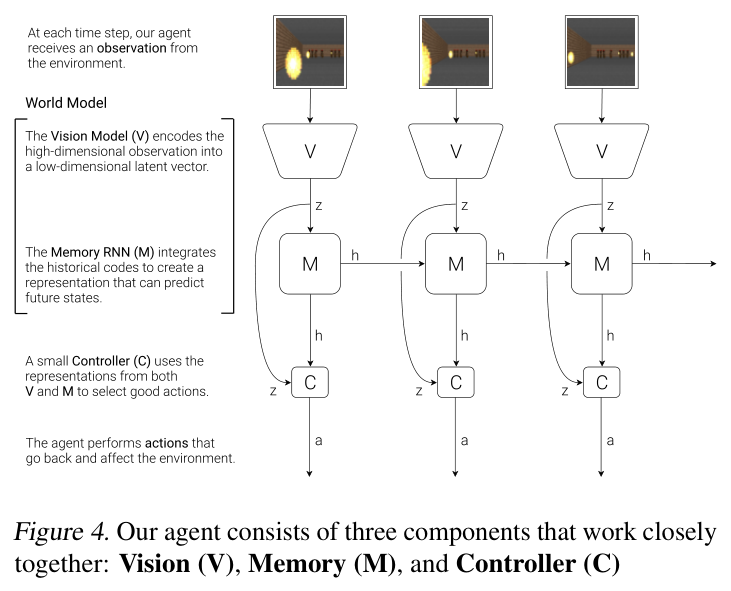 At each time step, our agent
receives an observation from
the environment.
World Model
The Vision Model (V) encodes the
high-dimensional observation into
a low-dimensional latent vector.
V
V
V
z
z
z
The Memory RNN (M) integrates
the historical codes to create a
representation that can predict
future states.
M
h
M
h
M
h
h
h
h
A small Controller (C) uses the
representations from both
V and M to select good actions.
C
C
C
z
z
z
The agent performs actions that
go back and affect the environment.
a
a
a
Figure 4. Our agent consists of three components that work closely
together: Vision (V), Memory (M), and Controller (C)